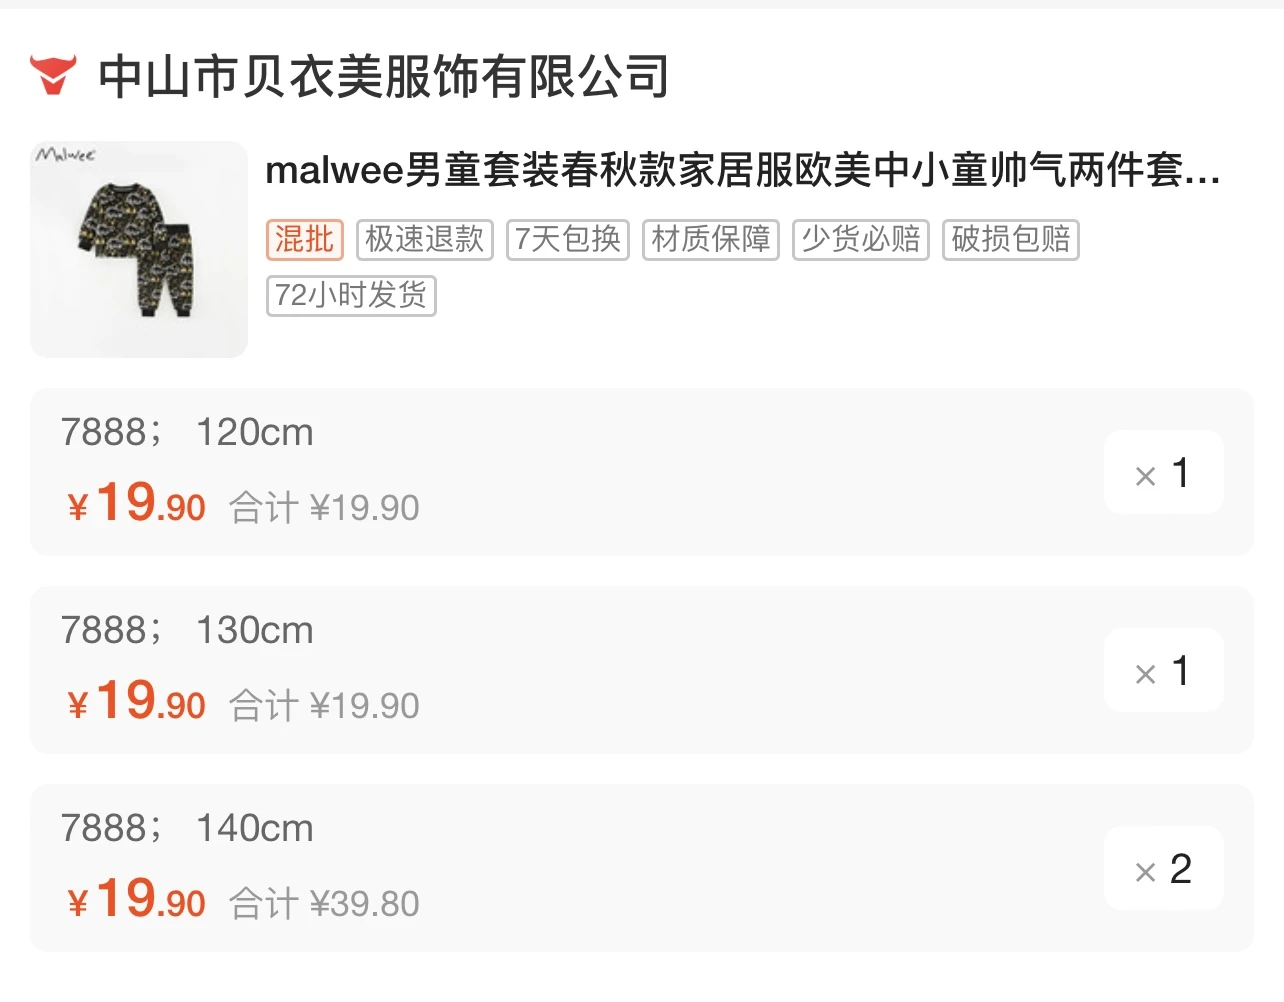 中山市贝衣美服饰有限公司
Malwee
malwee男童套装春秋款家居服欧美中小童帅气两件套...
混批 极速退款 7天包换 材质保障 少货必赔 破损包赔
72小时发货
7888； 120cm
¥19.90 合计 ¥19.90
× 1
7888； 130cm
¥19.90 合计 ¥19.90
× 1
7888； 140cm
¥19.90 合计 ¥39.80
× 2